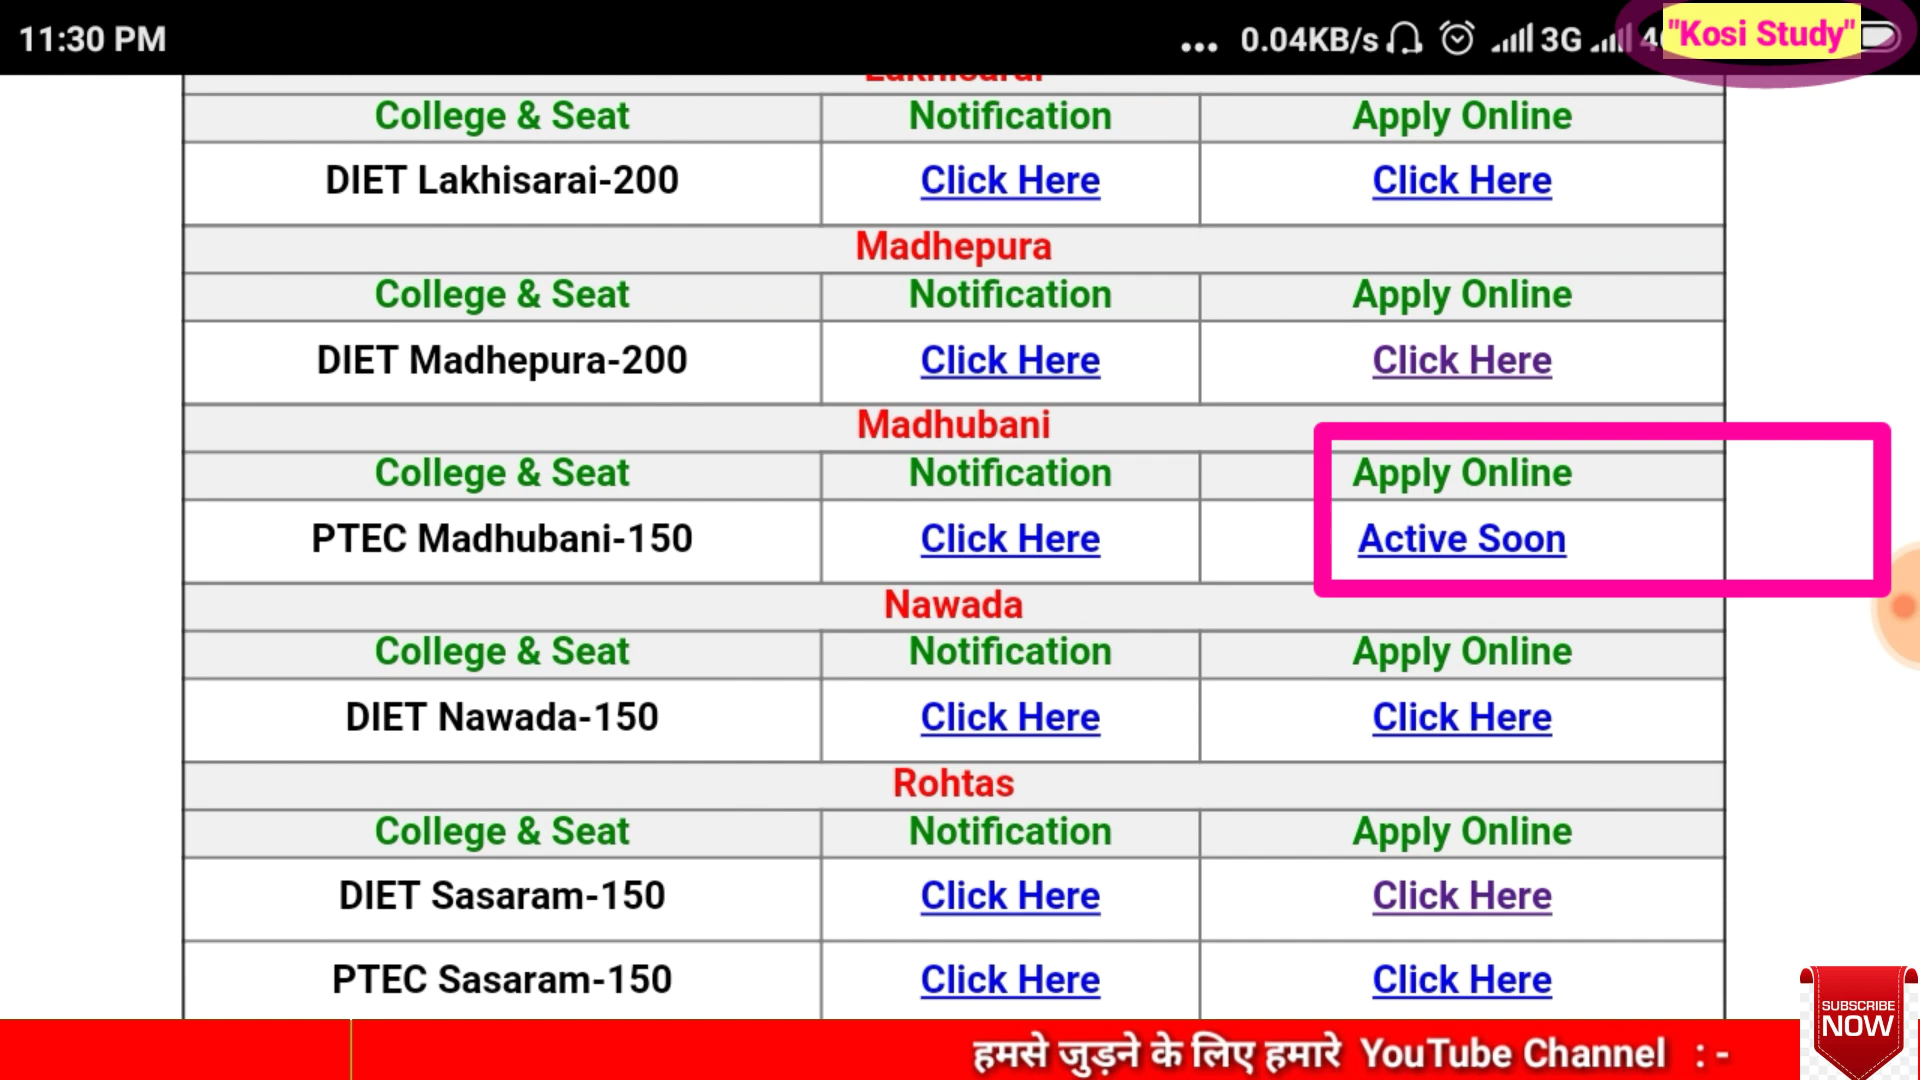 11:30 PM ... 0.04KB/s 3G "Kosi Study"
College & Seat Notification Apply Online
DIET Lakhisarai-200 Click Here Click Here
Madhepura
College & Seat Notification Apply Online
DIET Madhepura-200 Click Here Click Here
Madhubani
College & Seat Notification Apply Online
PTEC Madhubani-150 Click Here Active Soon
Nawada
College & Seat Notification Apply Online
DIET Nawada-150 Click Here Click Here
Rohtas
College & Seat Notification Apply Online
DIET Sasaram-150 Click Here Click Here
PTEC Sasaram-150 Click Here Click Here
SUBSCRIBE
NOW
हमसे जुड़ने के लिए हमारे YouTube Channel : -